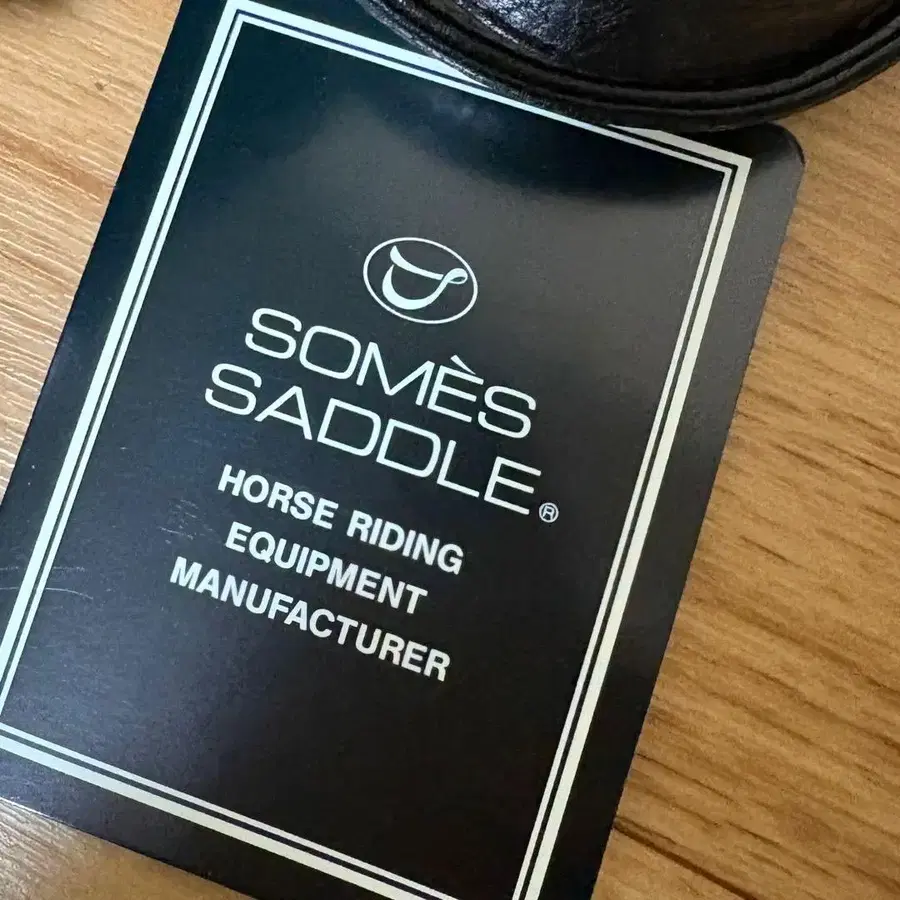 SOMÈS
SADDLE®
HORSE RIDING
EQUIPMENT
MANUFACTURER